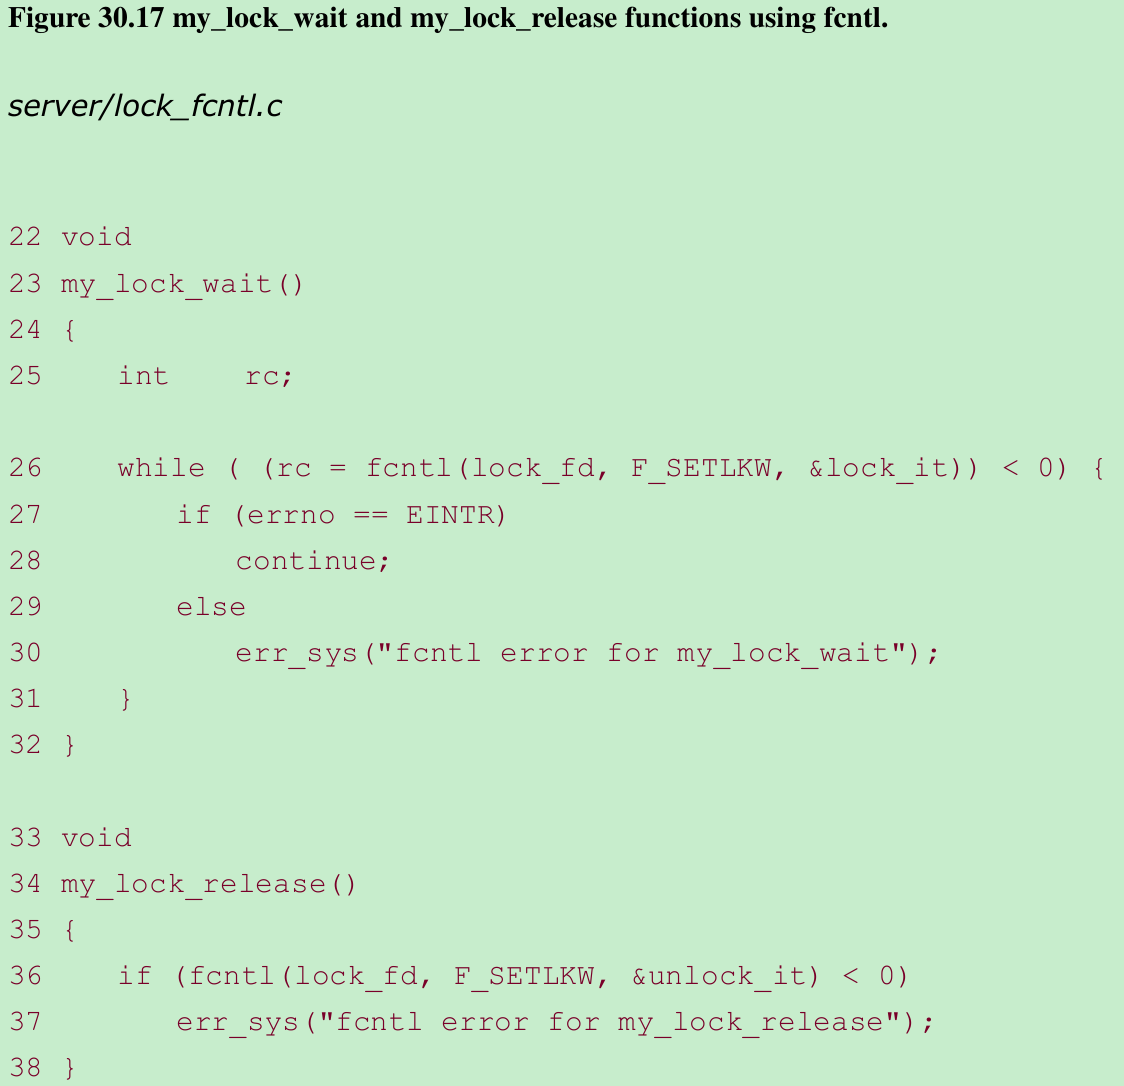 Figure 30.17 my_lock_wait and my_lock_release functions using fcntl.
server/lock_fcntl.c
22 void
23 my_lock_wait()
24 {
25     int     rc;
26     while ( (rc = fcntl(lock_fd, F_SETLKW, &lock_it)) < 0) {
27         if (errno == EINTR)
28             continue;
29         else
30             err_sys("fcntl error for my_lock_wait");
31     }
32 }
33 void
34 my_lock_release()
35 {
36     if (fcntl(lock_fd, F_SETLKW, &unlock_it) < 0)
37         err_sys("fcntl error for my_lock_release");
38 }